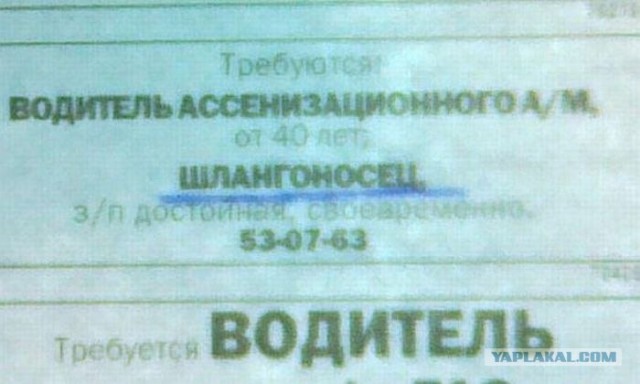 Требуются:
ВОДИТЕЛЬ АССЕНИЗАЦИОННОГО А/М,
от 40 лет,
ШЛАНГОНОСЕЦ,
з/п достойная, своевременно.
53-07-63
Требуется ВОДИТЕЛЬ
YAPLAKAL.COM